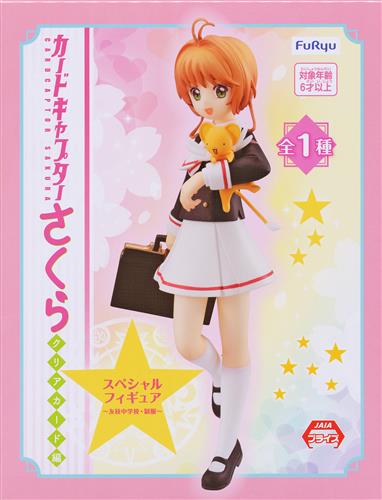 カードキャプター
CARDCAPTOR SAKURA
さくら
クリアカード編
FuRyu
対象年齢
6才以上
全1種
スペシャル
フィギュア
~友枝中学校・制服~
JAIA
プライズ